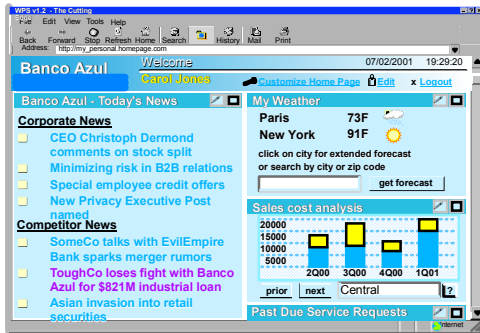 WPS v1.2 - The Cutting
File Edit View Tools Help
Back Forward Stop Refresh Home Search History Mail Print
Address: http://my_personal.homepage.com
Banco Azul
Welcome
07/02/2001 19:29:20
Carol Jones
Customize Home Page Edit x Logout
Banco Azul - Today's News
Corporate News
CEO Christoph Dermond
comments on stock split
Minimizing risk in B2B relations
Special employee credit offers
New Privacy Executive Post
named
Competitor News
SomeCo talks with EvilEmpire
Bank sparks merger rumors
ToughCo loses fight with Banco
Azul for $821M industrial loan
Asian invasion into retail
securities
My Weather
Paris 73F
New York 91F
click on city for extended forecast
or search by city or zip code
get forecast
Sales cost analysis
20000
15000
10000
5000
2Q00 3Q00 4Q00 1Q01
prior next Central !?
Past Due Service Requests
Internet